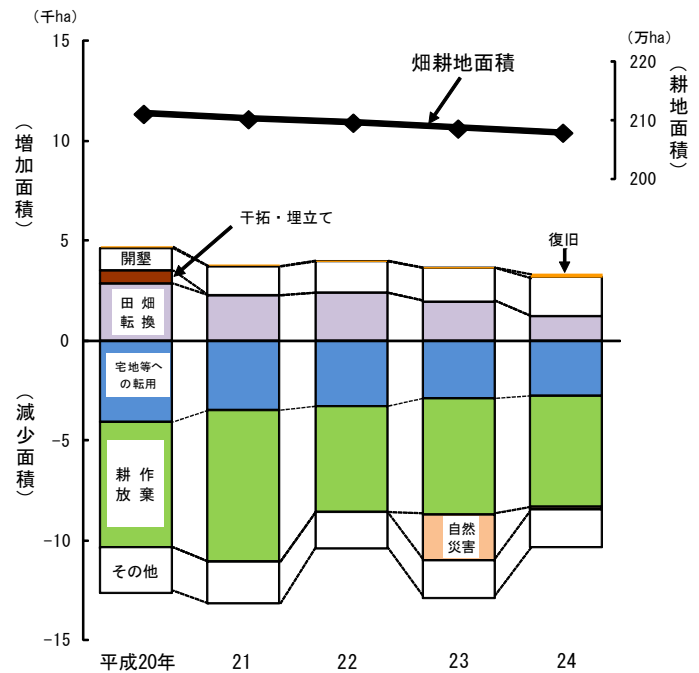 （千ha）
15
10
5
0
-5
-10
-15
（増加面積）
（減少面積）
（万ha）
220
210
200
（耕地面積）
畑耕地面積
干拓・埋立て
復旧
開墾
田畑
転換
宅地等へ
の転用
耕作
放棄
その他
自然
災害
平成20年
21
22
23
24